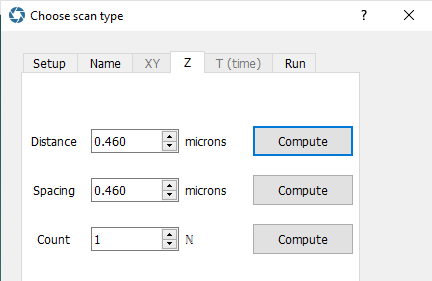 Choose scan type ?
Setup Name XY Z T (time) Run
Distance 0.460 microns Compute
Spacing 0.460 microns Compute
Count 1 ℕ Compute